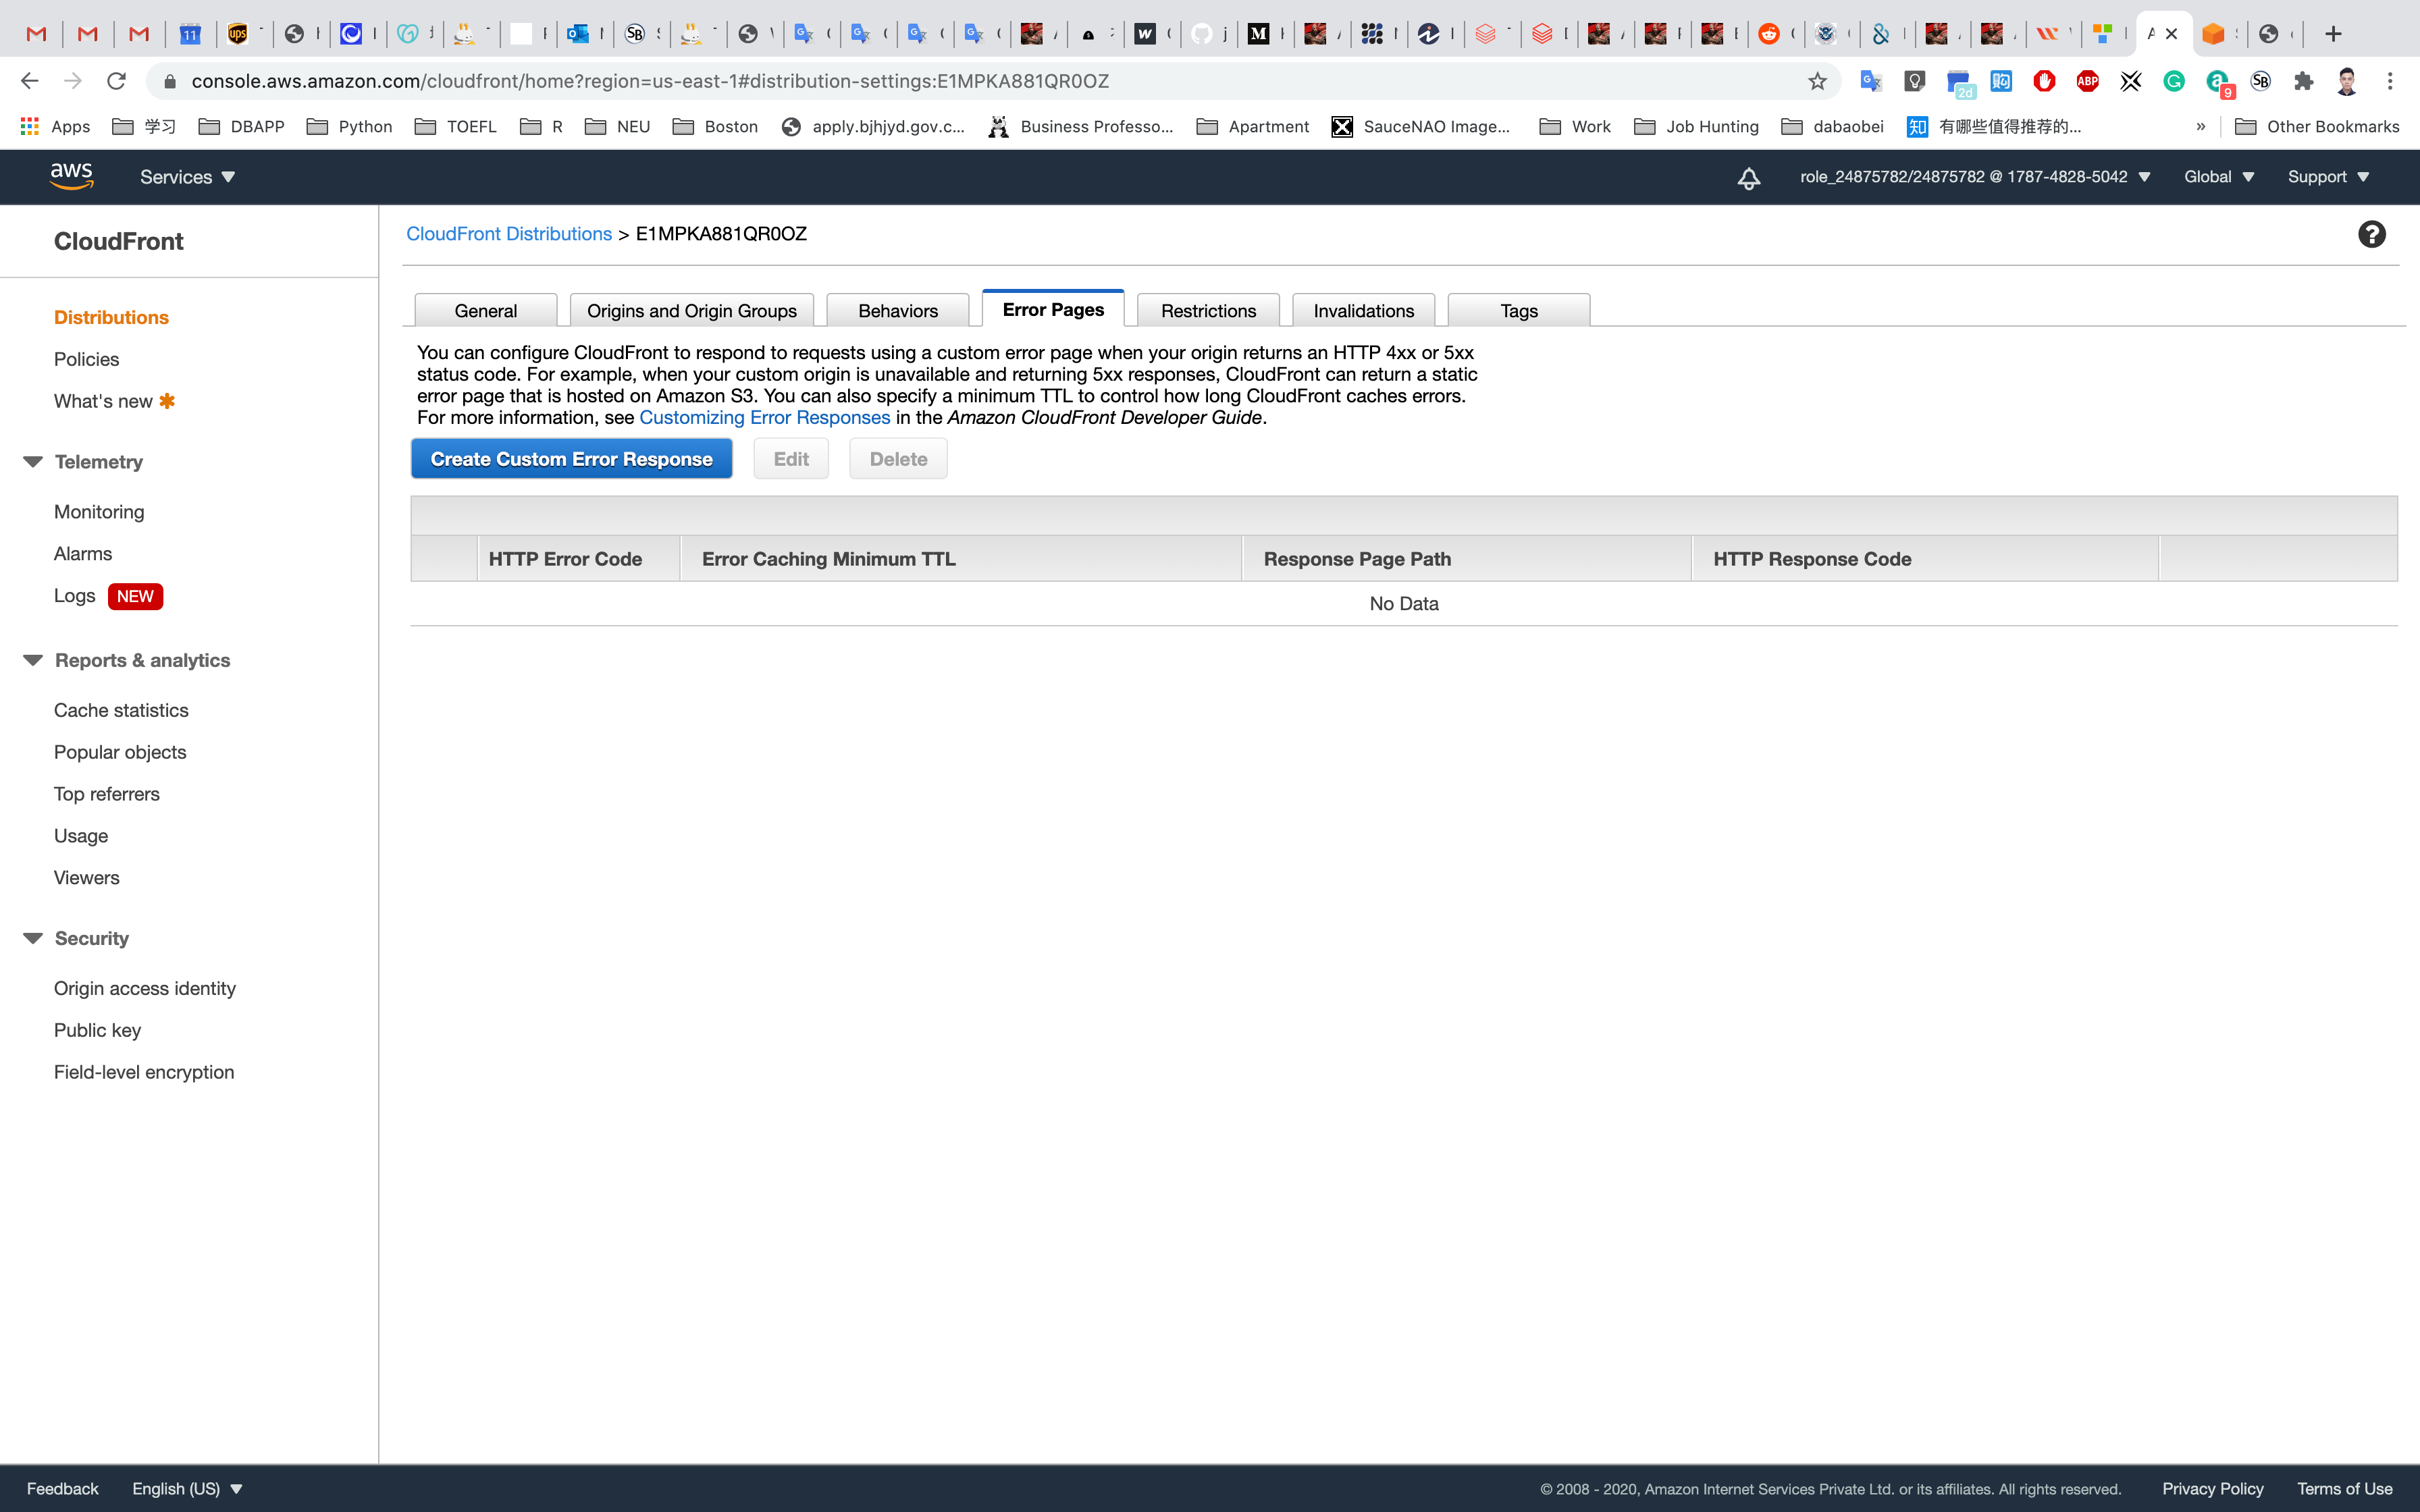 console.aws.amazon.com/cloudfront/home?region=us-east-1#distribution-settings:E1MPKA881QR0OZ
Apps 学习 DBAPP Python TOEFL R NEU Boston apply.bjhjyd.gov.c... Business Professo... Apartment SauceNAO Image... Work Job Hunting dabaobei 有哪些值得推荐的... » Other Bookmarks
aws Services role_24875782/24875782 @ 1787-4828-5042 Global Support
CloudFront
Distributions
Policies
What's new
Telemetry
Monitoring
Alarms
Logs NEW
Reports & analytics
Cache statistics
Popular objects
Top referrers
Usage
Viewers
Security
Origin access identity
Public key
Field-level encryption
CloudFront Distributions > E1MPKA881QR0OZ
General Origins and Origin Groups Behaviors Error Pages Restrictions Invalidations Tags
You can configure CloudFront to respond to requests using a custom error page when your origin returns an HTTP 4xx or 5xx
status code. For example, when your custom origin is unavailable and returning 5xx responses, CloudFront can return a static
error page that is hosted on Amazon S3. You can also specify a minimum TTL to control how long CloudFront caches errors.
For more information, see Customizing Error Responses in the Amazon CloudFront Developer Guide.
Create Custom Error Response Edit Delete
HTTP Error Code Error Caching Minimum TTL Response Page Path HTTP Response Code
No Data
Feedback English (US) © 2008 - 2020, Amazon Internet Services Private Ltd. or its affiliates. All rights reserved. Privacy Policy Terms of Use